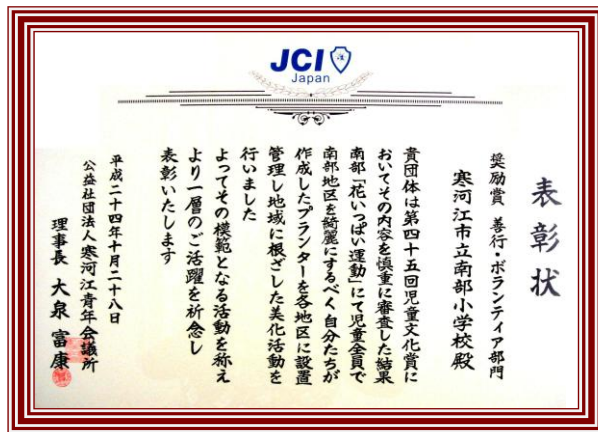 JCI
Japan
表彰状
奨励賞 善行・ボランティア部門
寒河江市立南部小学校殿
貴団体は第四十五回児童文化賞に
おいてその内容を慎重に審査した結果
南部「花いっぱい運動」にて児童全員で
南部地区を綺麗にするべく自分たちが
作成したプランターを各地区に設置
管理し地域に根ざした美化活動を
行いました
よってその模範となる活動を称え
より一層のご活躍を祈念し
表彰いたします
平成二十四年十月二十八日
公益社団法人寒河江青年会議所
理事長 大泉富康